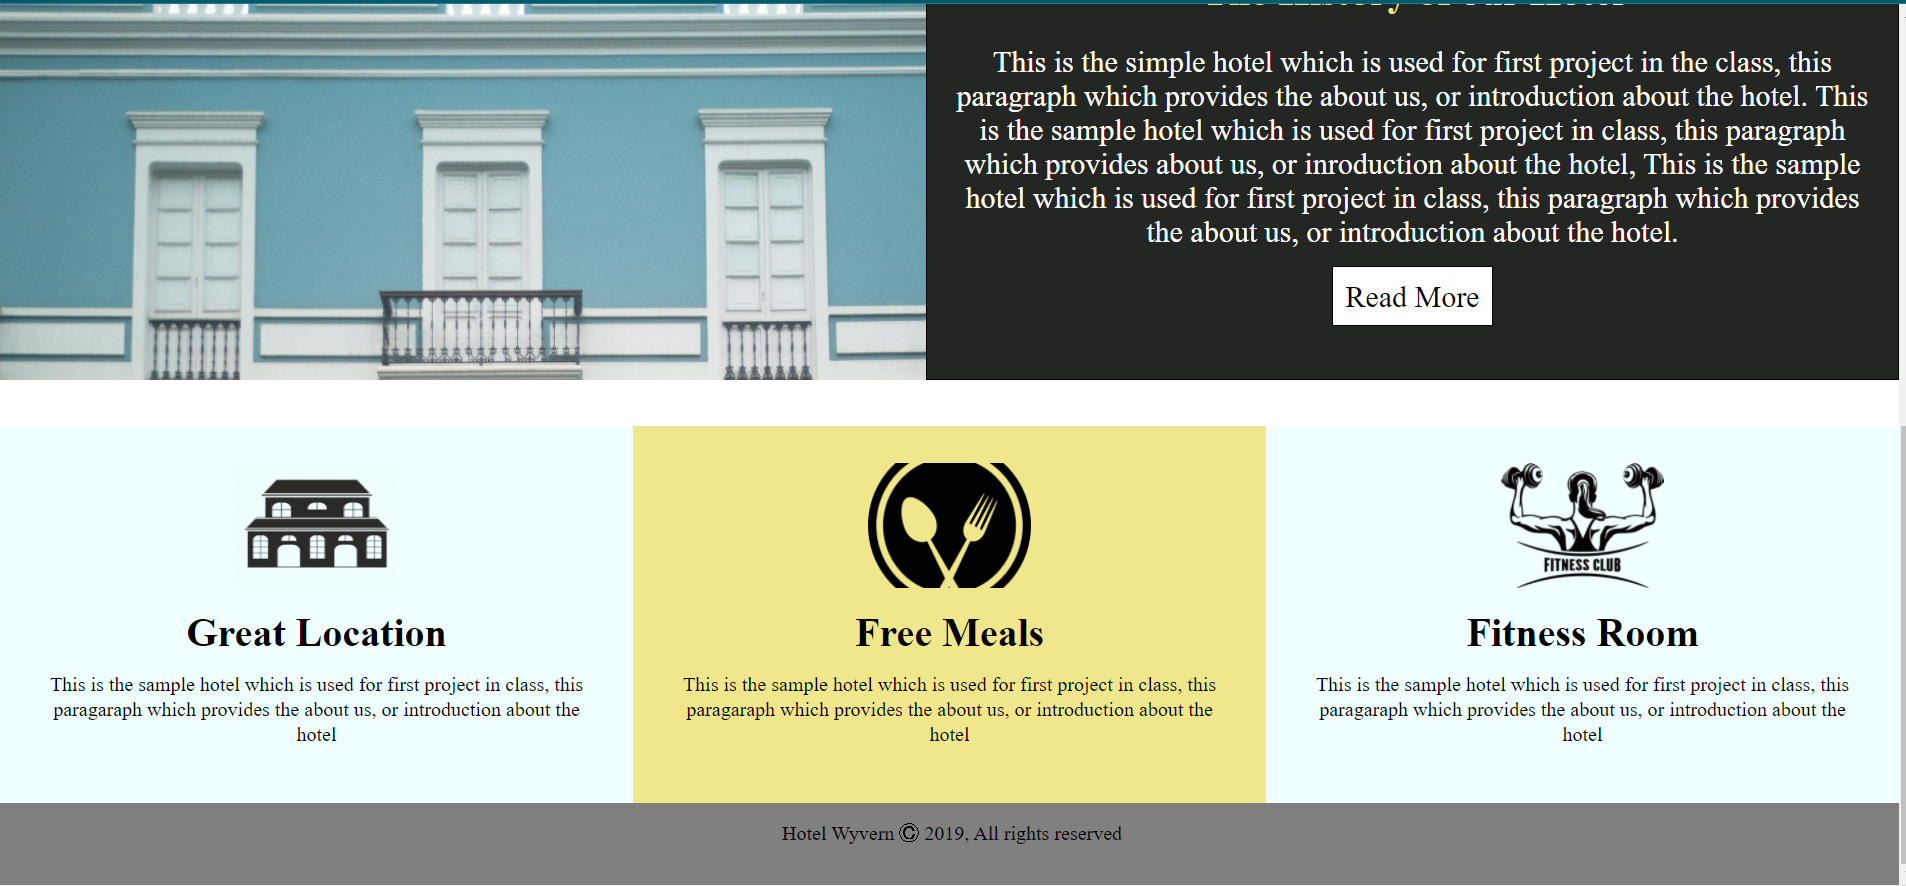 The History of our Hotel
This is the simple hotel which is used for first project in the class, this
paragraph which provides the about us, or introduction about the hotel. This
is the sample hotel which is used for first project in class, this paragraph
which provides about us, or inroduction about the hotel, This is the sample
hotel which is used for first project in class, this paragraph which provides
the about us, or introduction about the hotel.
Read More
FITNESS CLUB
Great Location
Free Meals
Fitness Room
This is the sample hotel which is used for first project in class, this
paragaraph which provides the about us, or introduction about the
hotel
This is the sample hotel which is used for first project in class, this
paragaraph which provides the about us, or introduction about the
hotel
This is the sample hotel which is used for first project in class, this
paragaraph which provides the about us, or introduction about the
hotel
Hotel Wyvern © 2019, All rights reserved